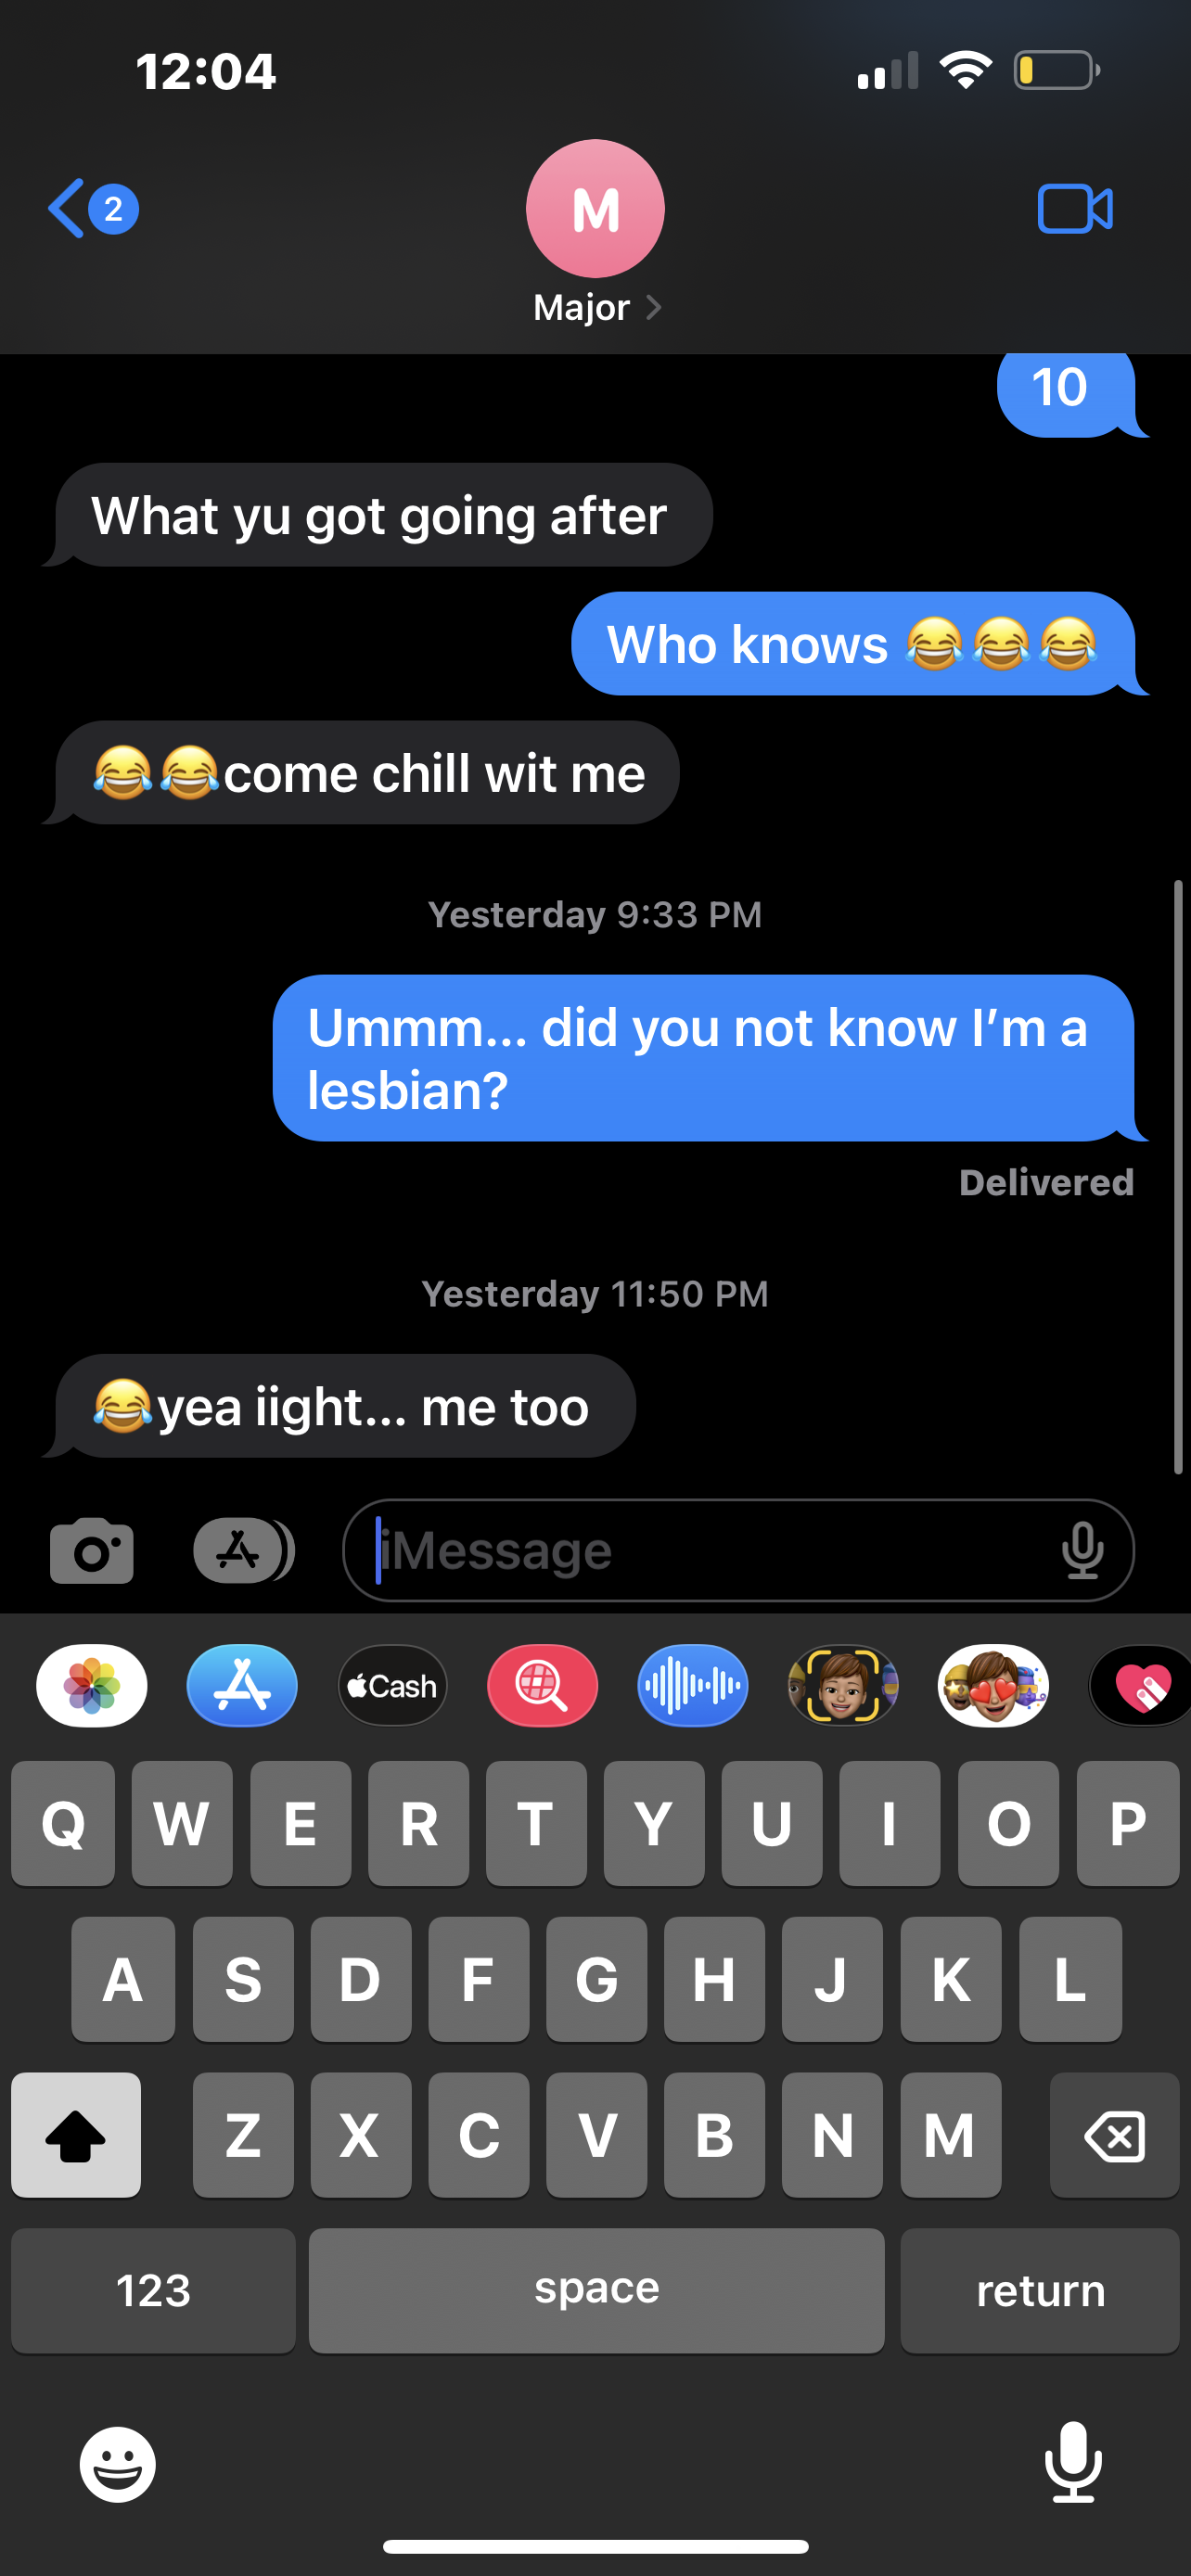 12:04
2
M
Major
10
What yu got going after
Who knows 😂😂😂
😂😂come chill wit me
Yesterday 9:33 PM
Ummm... did you not know I’m a
lesbian?
Delivered
Yesterday 11:50 PM
😂yea iight... me too
iMessage
Cash
Q W E R T Y U I O P
A S D F G H J K L
Z X C V B N M
123 space return